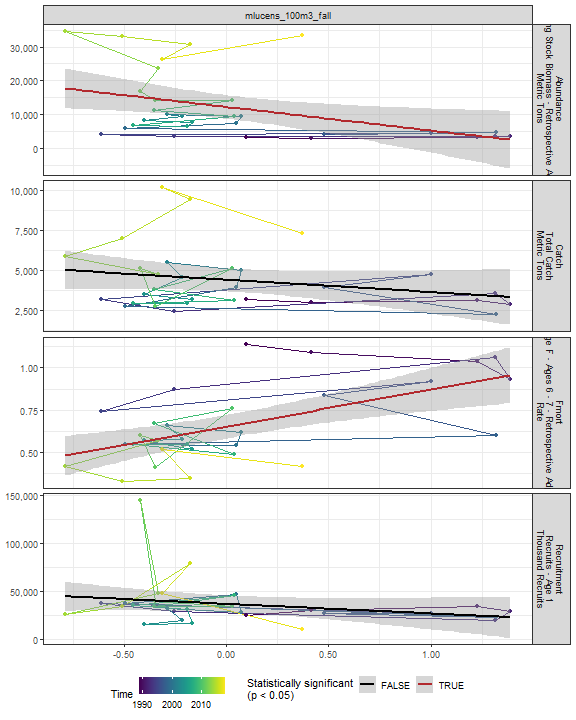 mlucens_100m3_fall
30,000
20,000
10,000
0
Abundance
Stock Biomass - Retrospective
Metric Tons
10,000
7,500
5,000
2,500
Catch
Total Catch
Metric Tons
1.00
0.75
0.50
Fmort
F - Ages 6 - 7 - Retrospective
Rate
150,000
100,000
50,000
0
Recruitment
Recruits - Age 1
Thousand Recruits
-0.50
0.00
0.50
1.00
Time
1990 2000 2010
Statistically significant
(p < 0.05)
FALSE
TRUE